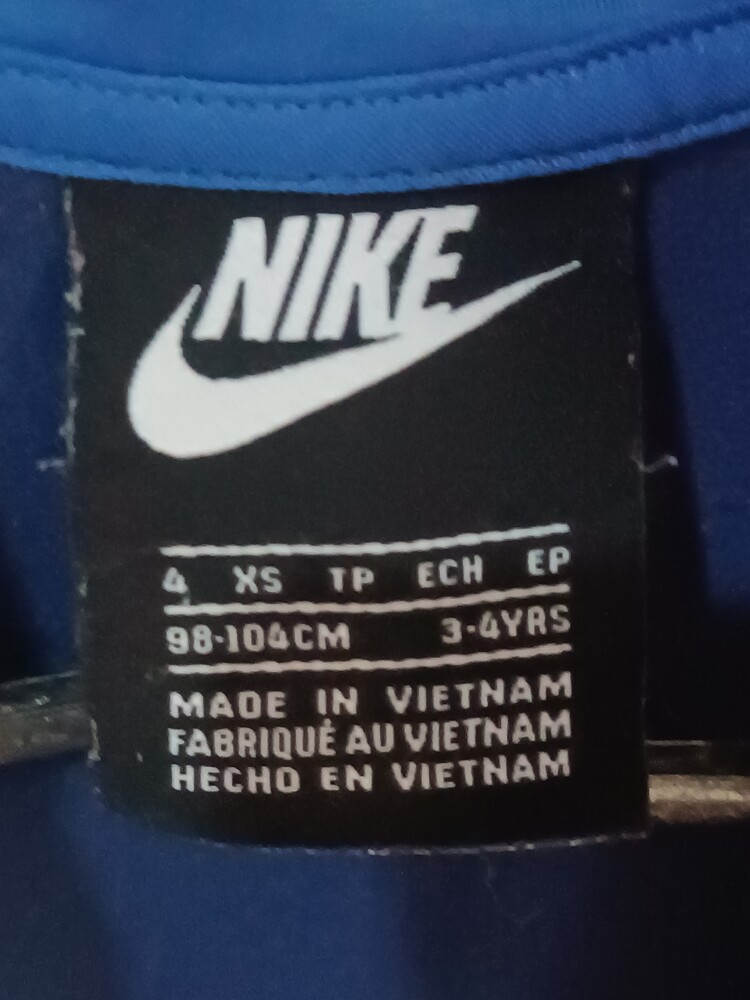 NIKE
4 XS TP ECH EP
98-104CM 3-4YRS
MADE IN VIETNAM
FABRIQUÉ AU VIETNAM
HECHO EN VIETNAM